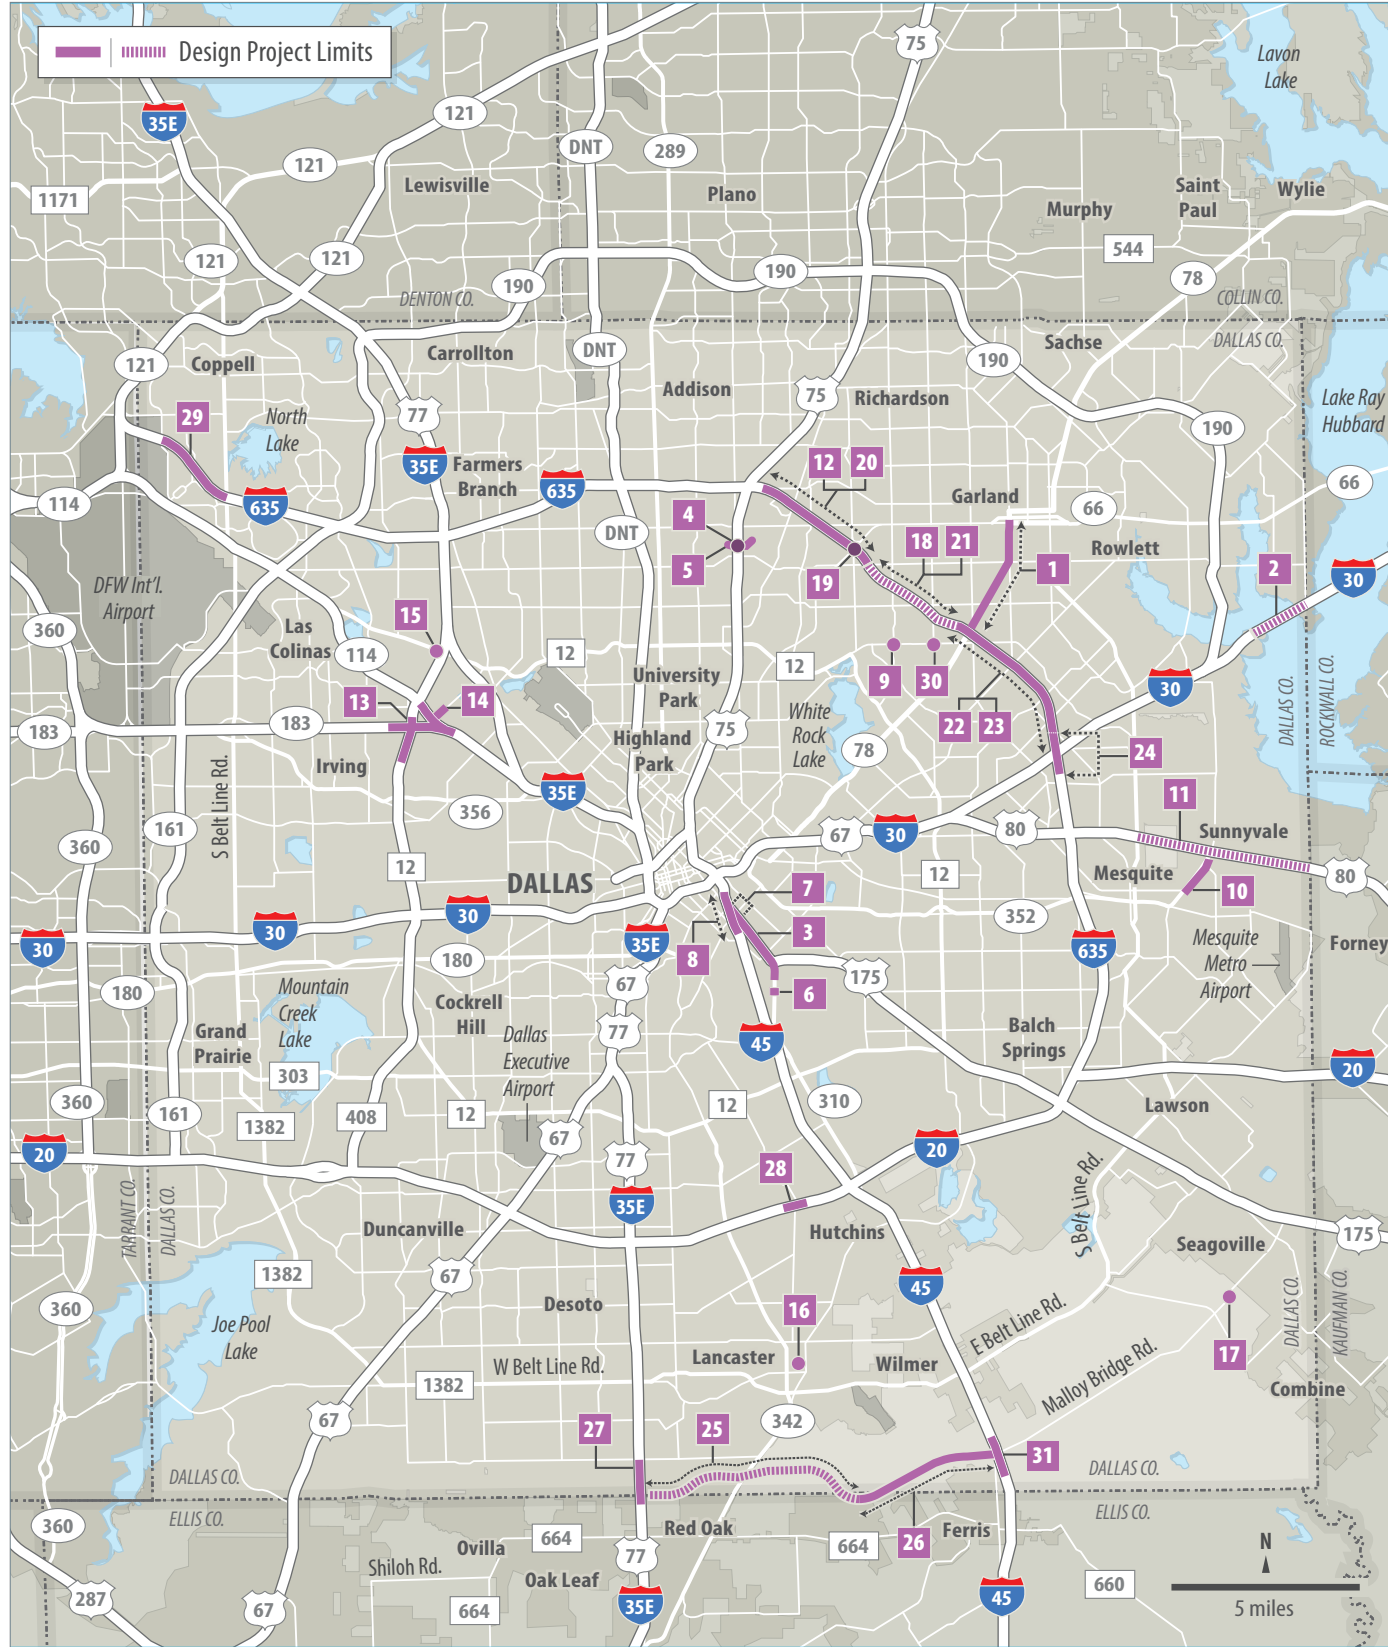 Design Project Limits
75
Lavon
Lake
35E
121
DNT
289
121
Lewisville
Plano
Saint
Paul
Wylie
1171
Murphy
544
121
121
190
190
78
DENTON CO.
COLLIN CO.
DALLAS CO.
121
Coppell
Carrollton
DNT
Addison
75
Richardson
Sachse
190
Lake Ray
Hubbard
29
North
Lake
77
190
35E
Farmers
Branch
635
12
20
Garland
66
66
114
635
4
DNT
5
19
18
21
1
Rowlett
2
30
DFW Int'l.
Airport
360
Las
Colinas
15
114
12
University
Park
12
9
30
30
13
14
183
183
White
Rock
Lake
22
23
75
78
DALLAS CO.
ROCKWALL CO.
Highland
Park
24
Irving
S Belt Line Rd.
35E
356
11
Sunnyvale
161
360
67
30
80
12
DALLAS
7
12
Mesquite
10
80
30
30
30
35E
8
3
352
635
Mesquite
Metro
Airport
Forney
180
180
67
6
175
Mountain
Creek
Lake
Cockrell
Hill
77
Dallas
Executive
Airport
45
Balch
Springs
Grand
Prairie
303
20
360
161
1382
408
12
67
12
310
Lawson
20
77
20
28
35E
S Belt Line Rd.
TARRANT CO.
DALLAS CO.
Duncanville
Hutchins
Seagoville
175
1382
67
45
360
Desoto
16
E Belt Line Rd.
DALLAS CO.
KAUFMAN CO.
Joe Pool
Lake
W Belt Line Rd.
Lancaster
Wilmer
17
Malloy Bridge Rd.
Combine
1382
67
27
25
342
31
DALLAS CO.
DALLAS CO.
ELLIS CO.
ELLIS CO.
360
Red Oak
664
664
26
Ferris
N
Ovilla
77
Shiloh Rd.
Oak Leaf
287
67
664
35E
45
660
5 miles